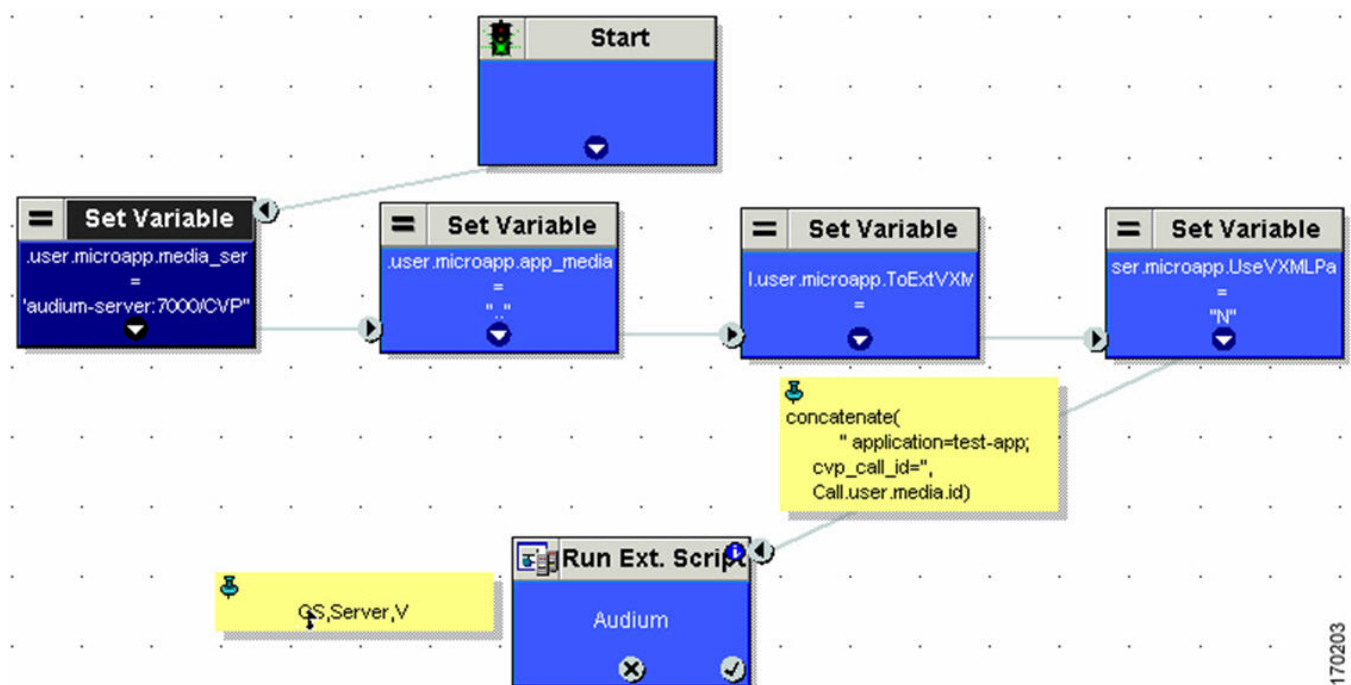 Start
= Set Variable
.user.microapp.media_ser
=
'audium-server:7000/CVP"
= Set Variable
.user.microapp.app_media
=
".."
= Set Variable
l.user.microapp.ToExtVXM
=
= Set Variable
ser.microapp.UseVXMLPa
=
"N"
concatenate(
" application=test-app;
cvp_call_id=",
Call.user.media.id)
Run Ext. Script
Audium
GS,Server,V
170203